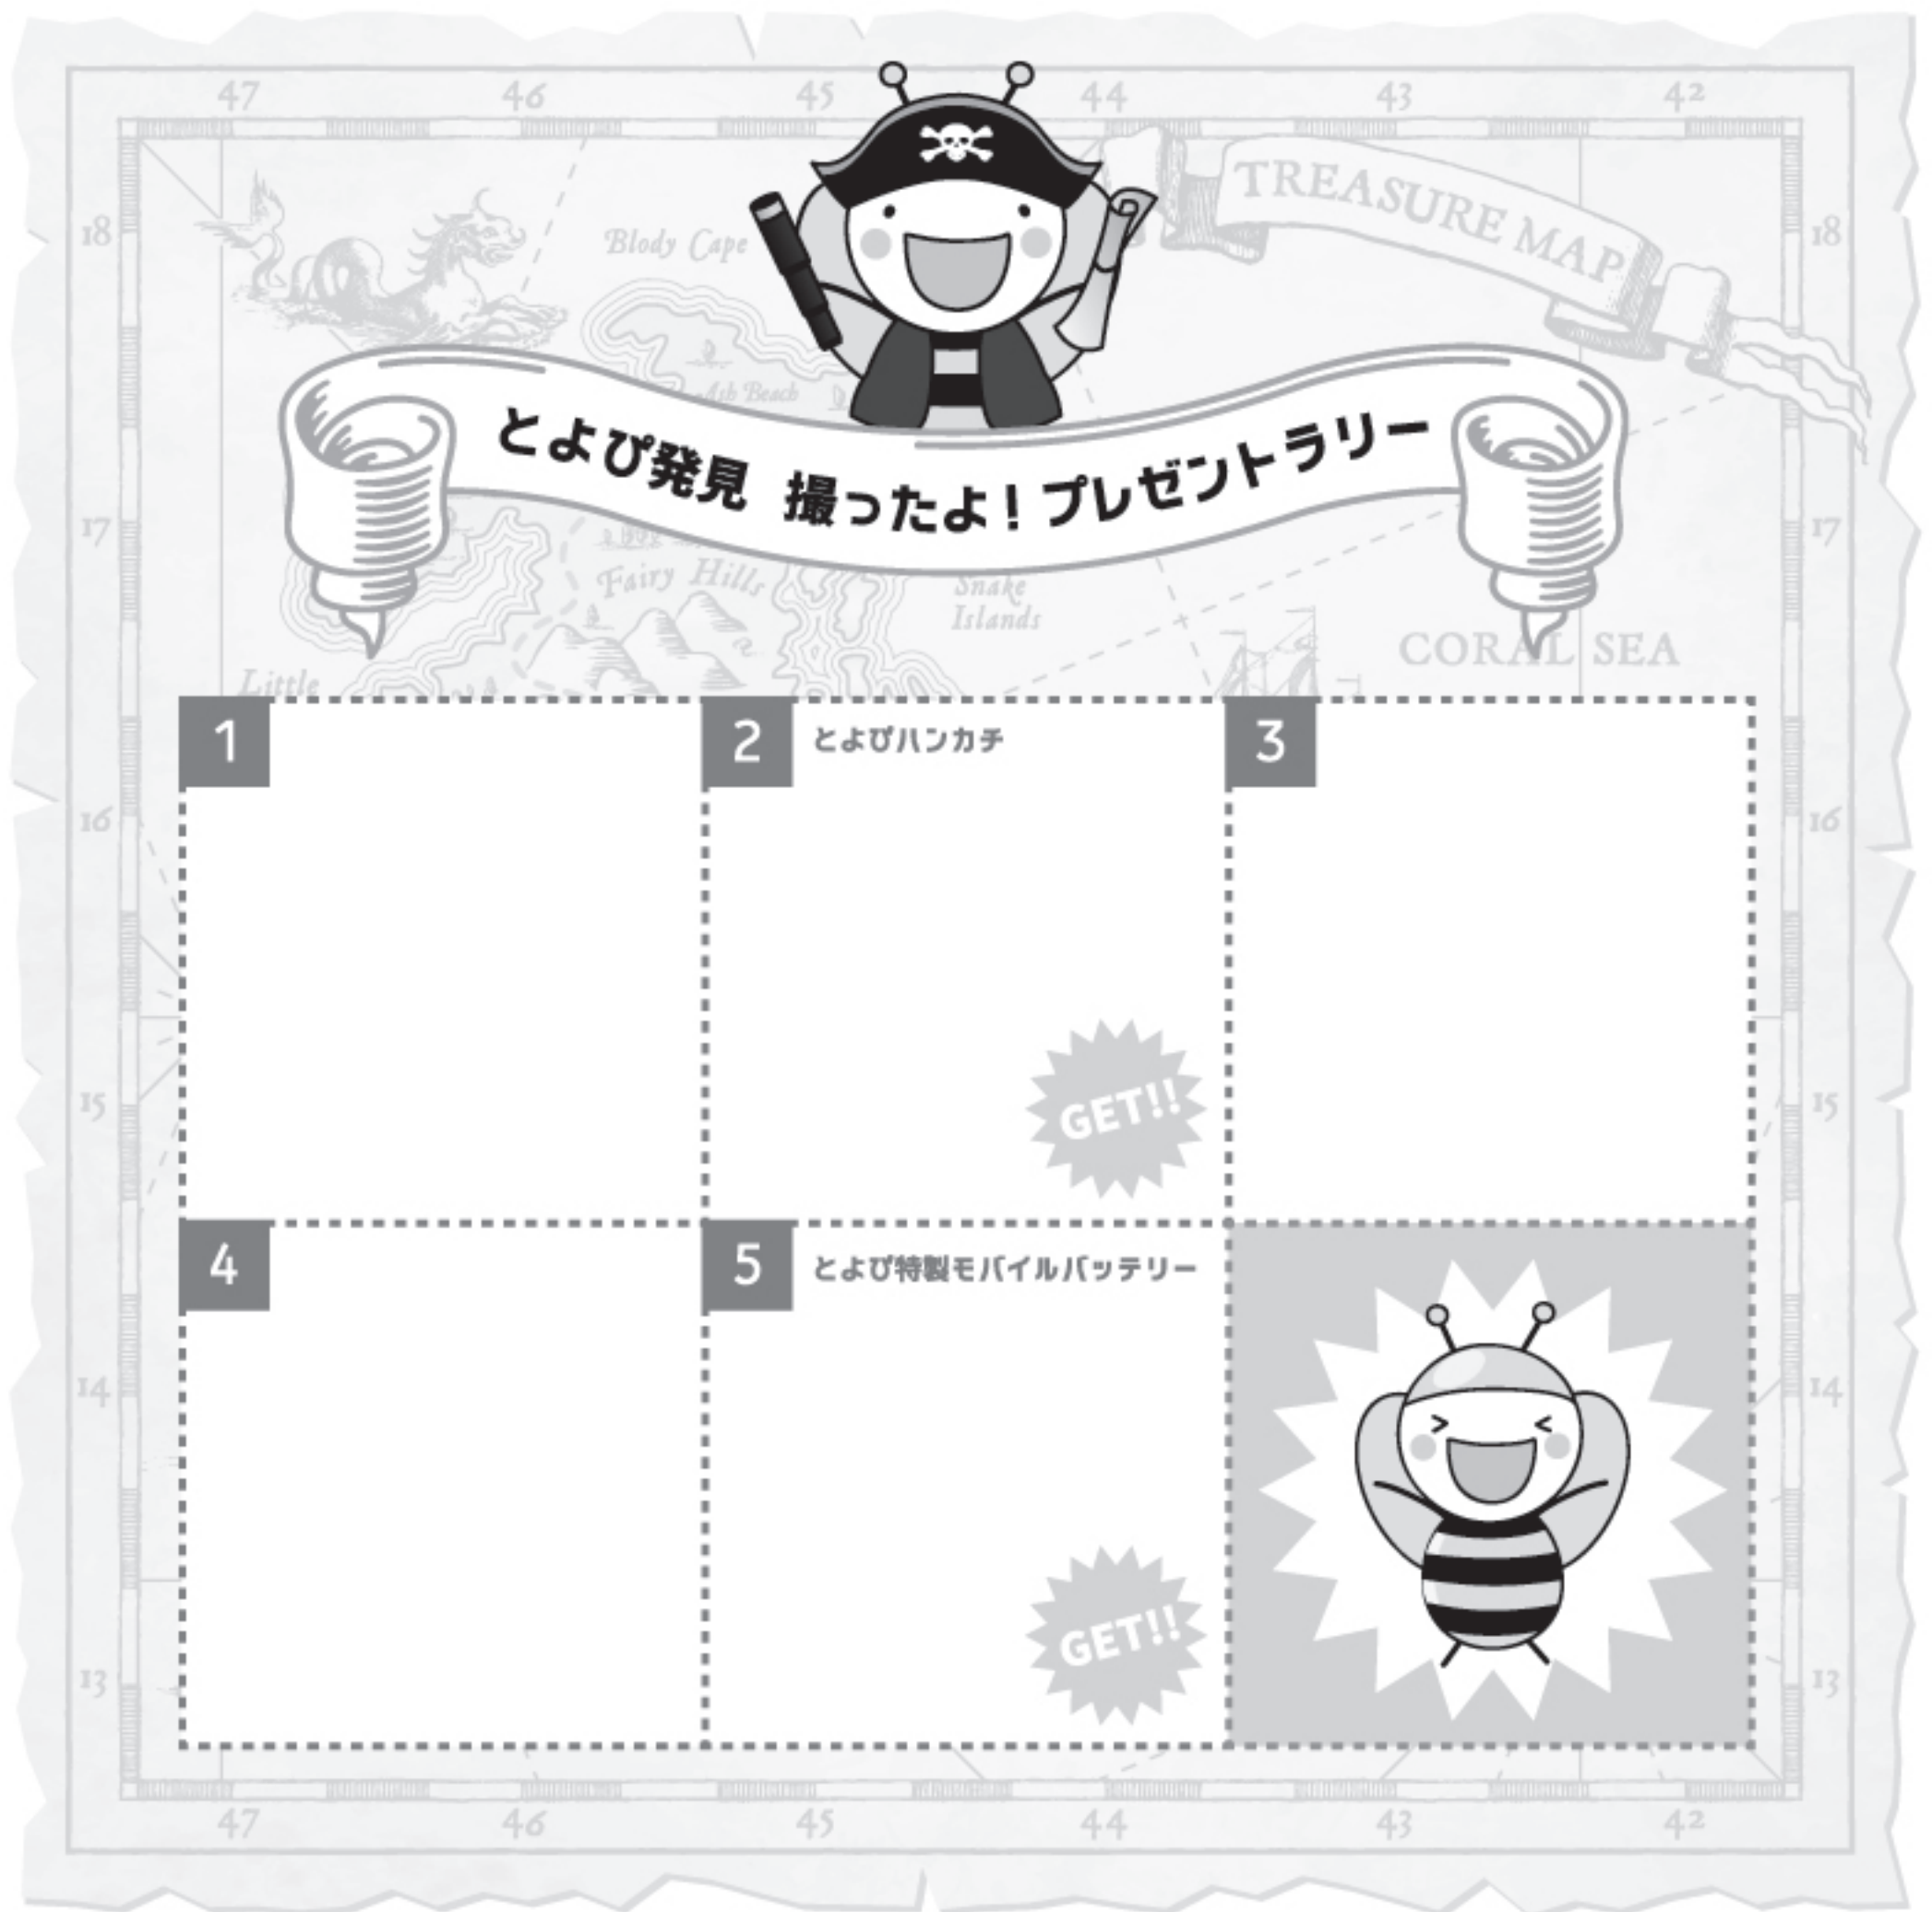 47 46 45 44 43 42
TREASURE MAP
18 18
Blody Cape
Ash Beach
とよぴ発見 撮ったよ！プレゼントラリー
17 17
Fairy Hills
Snake
Islands
CORAL SEA
Little
1
2 とよぴハンカチ
3
16 16
15 15
GET!!
4
5 とよぴ特製モバイルバッテリー
14 14
GET!!
13 13
47 46 45 44 43 42